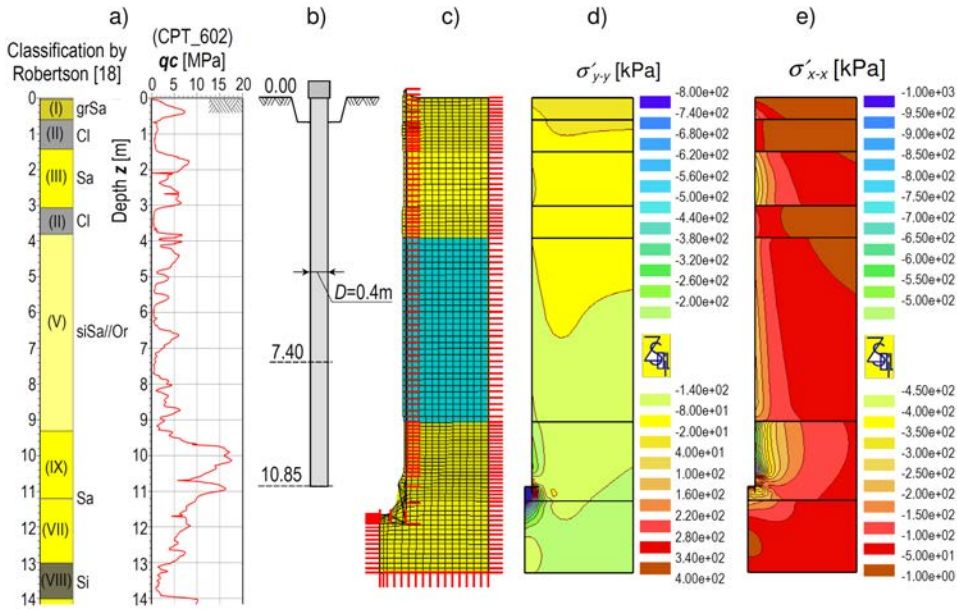 a)
b)
c)
d)
e)
Classification by
Robertson [18]
(CPT_602)
qc [MPa]
0 5 10 15 20
Depth z [m]
0
1
2
3
4
5
6
7
8
9
10
11
12
13
14
(I) grSa
(II) Cl
(III) Sa
(II) Cl
(V) siSa//Or
(IX)
Sa
(VII)
(VIII) Si
0.00
D=0.4m
7.40
10.85
σ′y-y [kPa]
-8.00e+02
-7.40e+02
-6.80e+02
-6.20e+02
-5.60e+02
-4.40e+02
-3.80e+02
-3.20e+02
-2.60e+02
-2.00e+02
-1.40e+02
-8.00e+01
-2.00e+01
4.00e+01
1.00e+02
1.60e+02
2.20e+02
2.80e+02
3.40e+02
4.00e+02
σ′x-x [kPa]
-1.00e+03
-9.50e+02
-9.00e+02
-8.50e+02
-7.50e+02
-7.00e+02
-6.50e+02
-6.00e+02
-5.50e+02
-5.00e+02
-4.50e+02
-4.00e+02
-3.50e+02
-3.00e+02
-2.50e+02
-2.00e+02
-1.50e+02
-1.00e+02
-5.00e+01
-1.00e+00